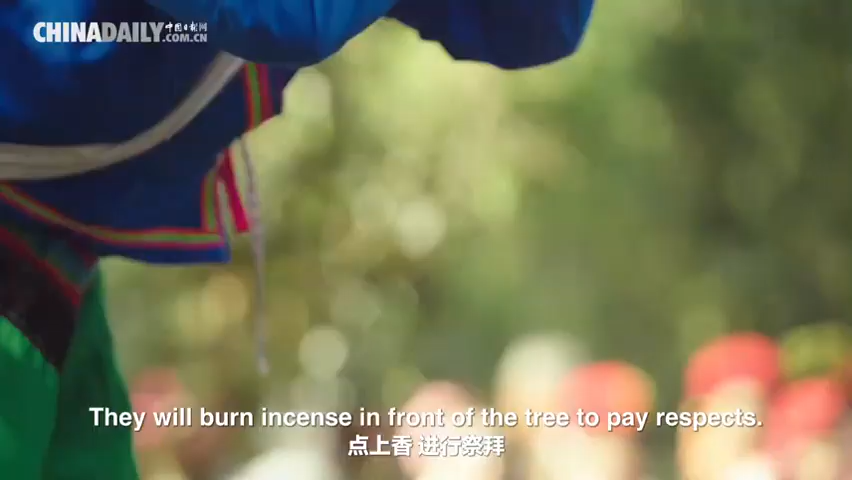 CHINADAILY 中国日报网
.COM.CN
They will burn incense in front of the tree to pay respects.
点上香 进行祭拜